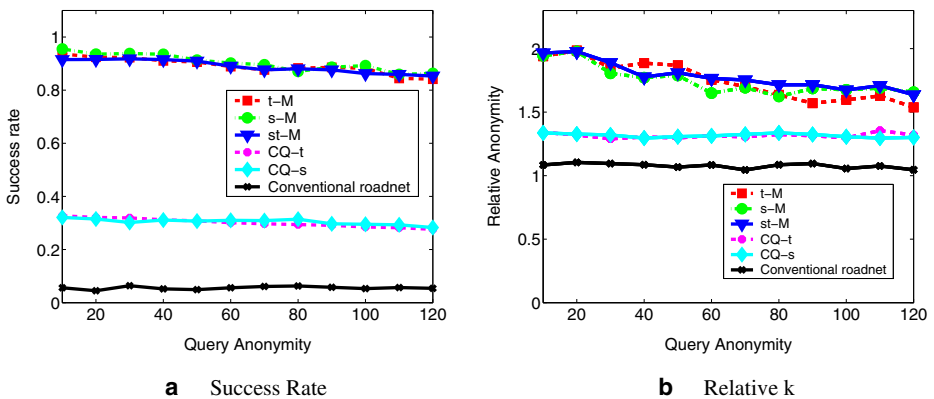 1
0.8
0.6
0.4
0.2
0
20 40 60 80 100 120
Success rate
Query Anonymity
t-M
s-M
st-M
CQ-t
CQ-s
Conventional roadnet
a Success Rate
2
1.5
1
0.5
0
20 40 60 80 100 120
Relative Anonymity
Query Anonymity
t-M
s-M
st-M
CQ-t
CQ-s
Conventional roadnet
b Relative k